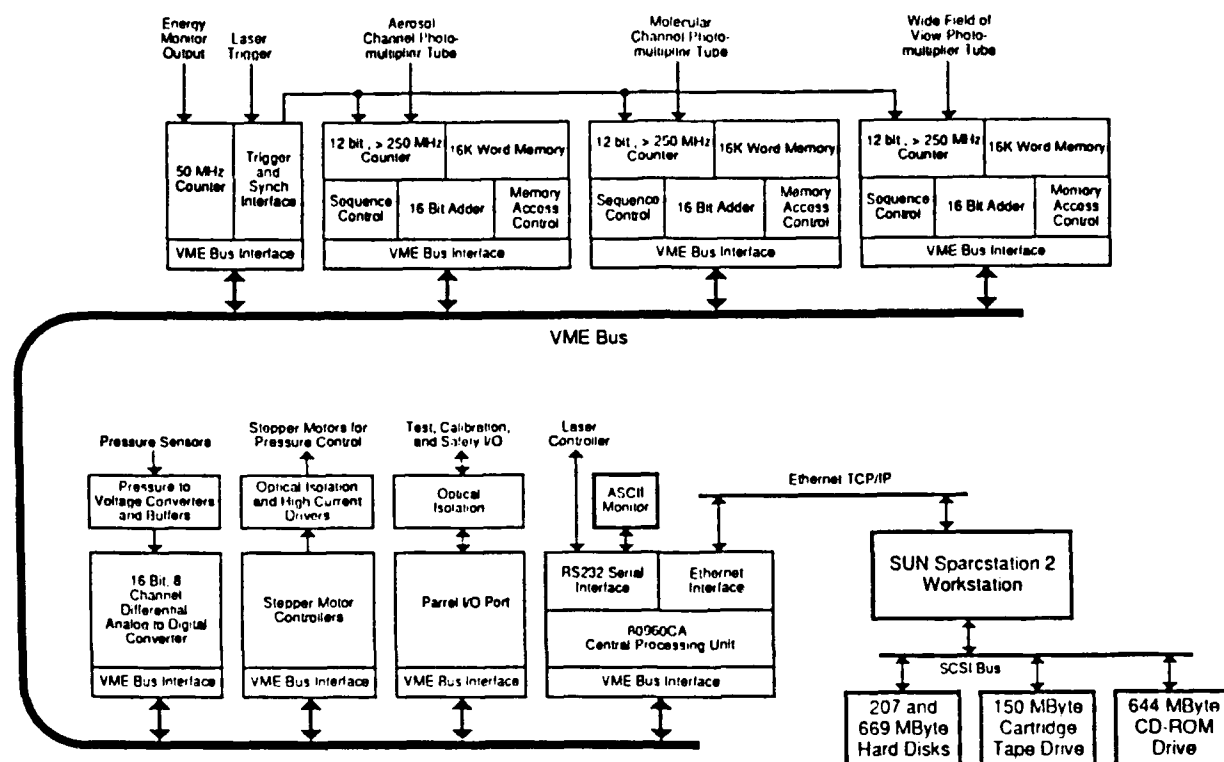 Energy
Monitor
Output
Laser
Trigger
Aerosol
Channel Photo-
multiplier Tube
Molecular
Channel Photo-
multiplier Tube
Wide Field of
View Photo-
multiplier Tube
50 MHz
Counter
Trigger
and
Synch
Interface
VME Bus Interface
12 bit , > 250 MHz
Counter
16K Word Memory
Sequence
Control
16 Bit Adder
Memory
Access
Control
VME Bus Interface
12 bit , > 250 MHz
Counter
16K Word Memory
Sequence
Control
16 Bit Adder
Memory
Access
Control
VME Bus Interface
12 bit , > 250 MHz
Counter
16K Word Memory
Sequence
Control
16 Bit Adder
Memory
Access
Control
VME Bus Interface
VME Bus
Pressure Sensors
Pressure to
Voltage Converters
and Buffers
16 Bit, 8
Channel
Differential
Analog to Digital
Converter
VME Bus Interface
Stepper Motors for
Pressure Control
Optical Isolation
and High Current
Drivers
Stepper Motor
Controllers
VME Bus Interface
Test, Calibration,
and Safety I/O
Optical
Isolation
Parrel I/O Port
VME Bus Interface
Laser
Controller
ASCII
Monitor
RS232 Serial
Interface
Ethernet
Interface
80960CA
Central Processing Unit
VME Bus Interface
Ethernet TCP/IP
SUN Sparcstation 2
Workstation
SCSI Bus
207 and
669 MByte
Hard Disks
150 MByte
Cartridge
Tape Drive
644 MByte
CD-ROM
Drive